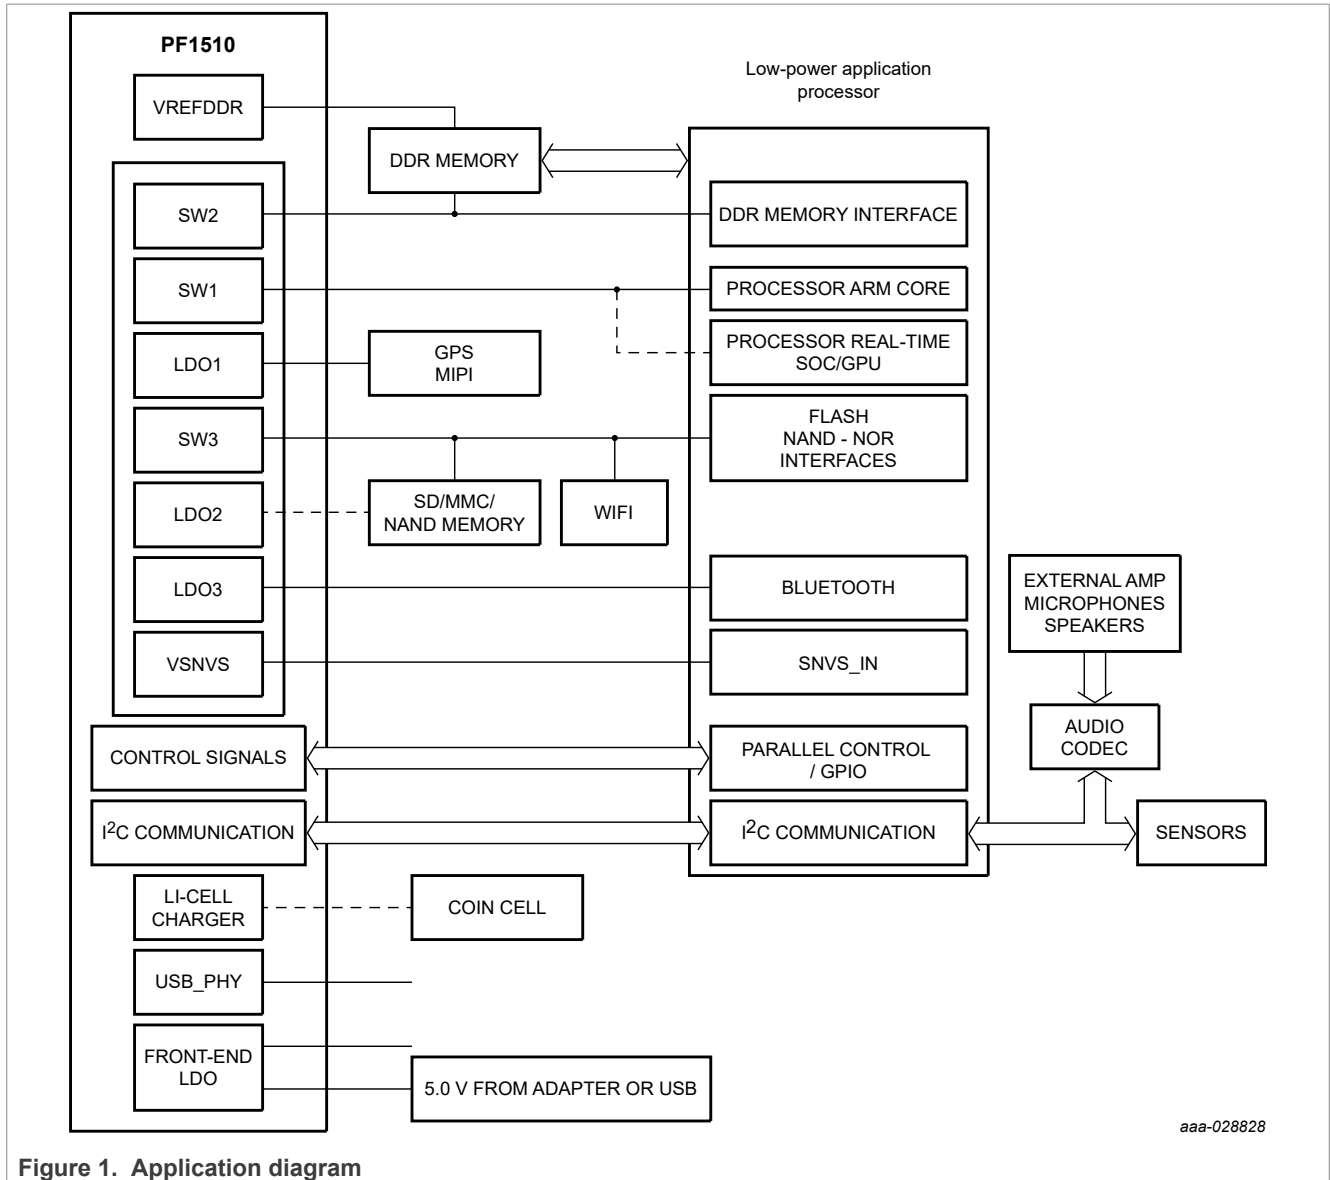 PF1510
Low-power application
processor
VREFDDR
DDR MEMORY
SW2
DDR MEMORY INTERFACE
SW1
PROCESSOR ARM CORE
PROCESSOR REAL-TIME
SOC/GPU
LDO1
GPS
MIPI
SW3
FLASH
NAND - NOR
INTERFACES
LDO2
SD/MMC/
NAND MEMORY
WIFI
LDO3
BLUETOOTH
EXTERNAL AMP
MICROPHONES
SPEAKERS
VSNVS
SNVS_IN
AUDIO
CODEC
CONTROL SIGNALS
PARALLEL CONTROL
/ GPIO
I2C COMMUNICATION
I2C COMMUNICATION
SENSORS
LI-CELL
CHARGER
COIN CELL
USB_PHY
FRONT-END
LDO
5.0 V FROM ADAPTER OR USB
aaa-028828
Figure 1. Application diagram